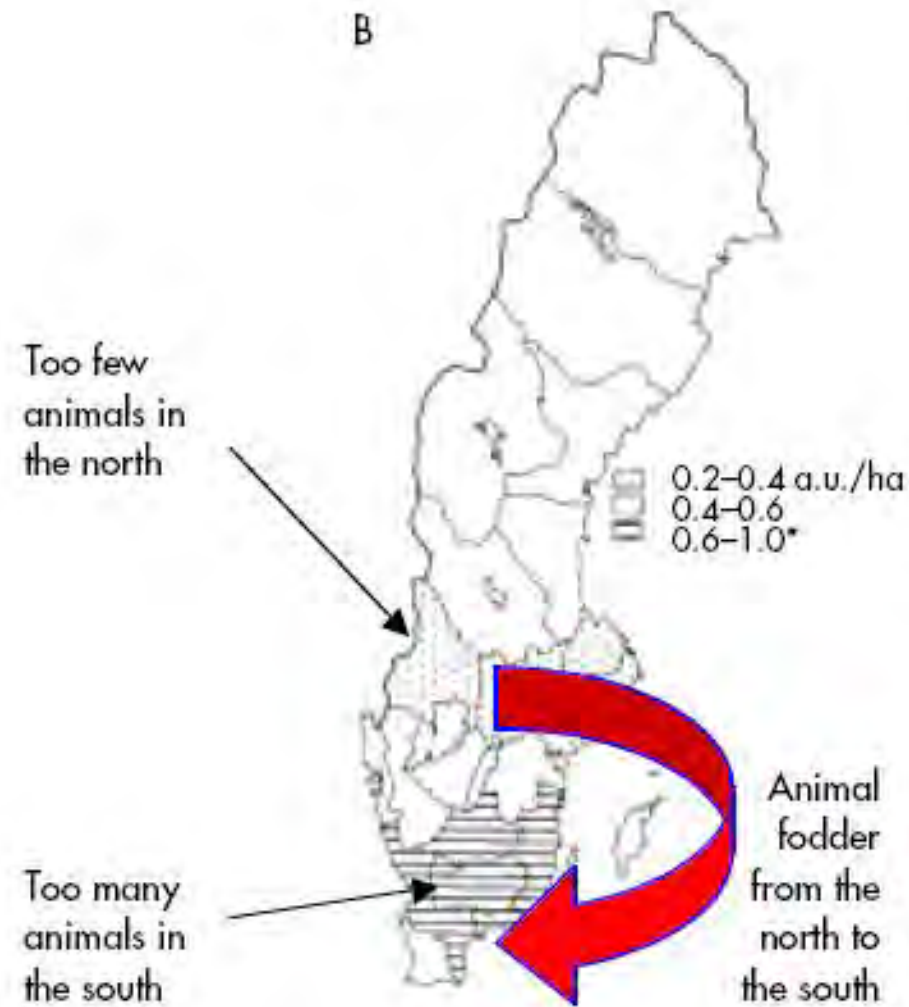 B
Too few
animals in
the north
0.2–0.4 a.u./ha
0.4–0.6
0.6–1.0*
Too many
animals in
the south
Animal
fodder
from the
north to
the south